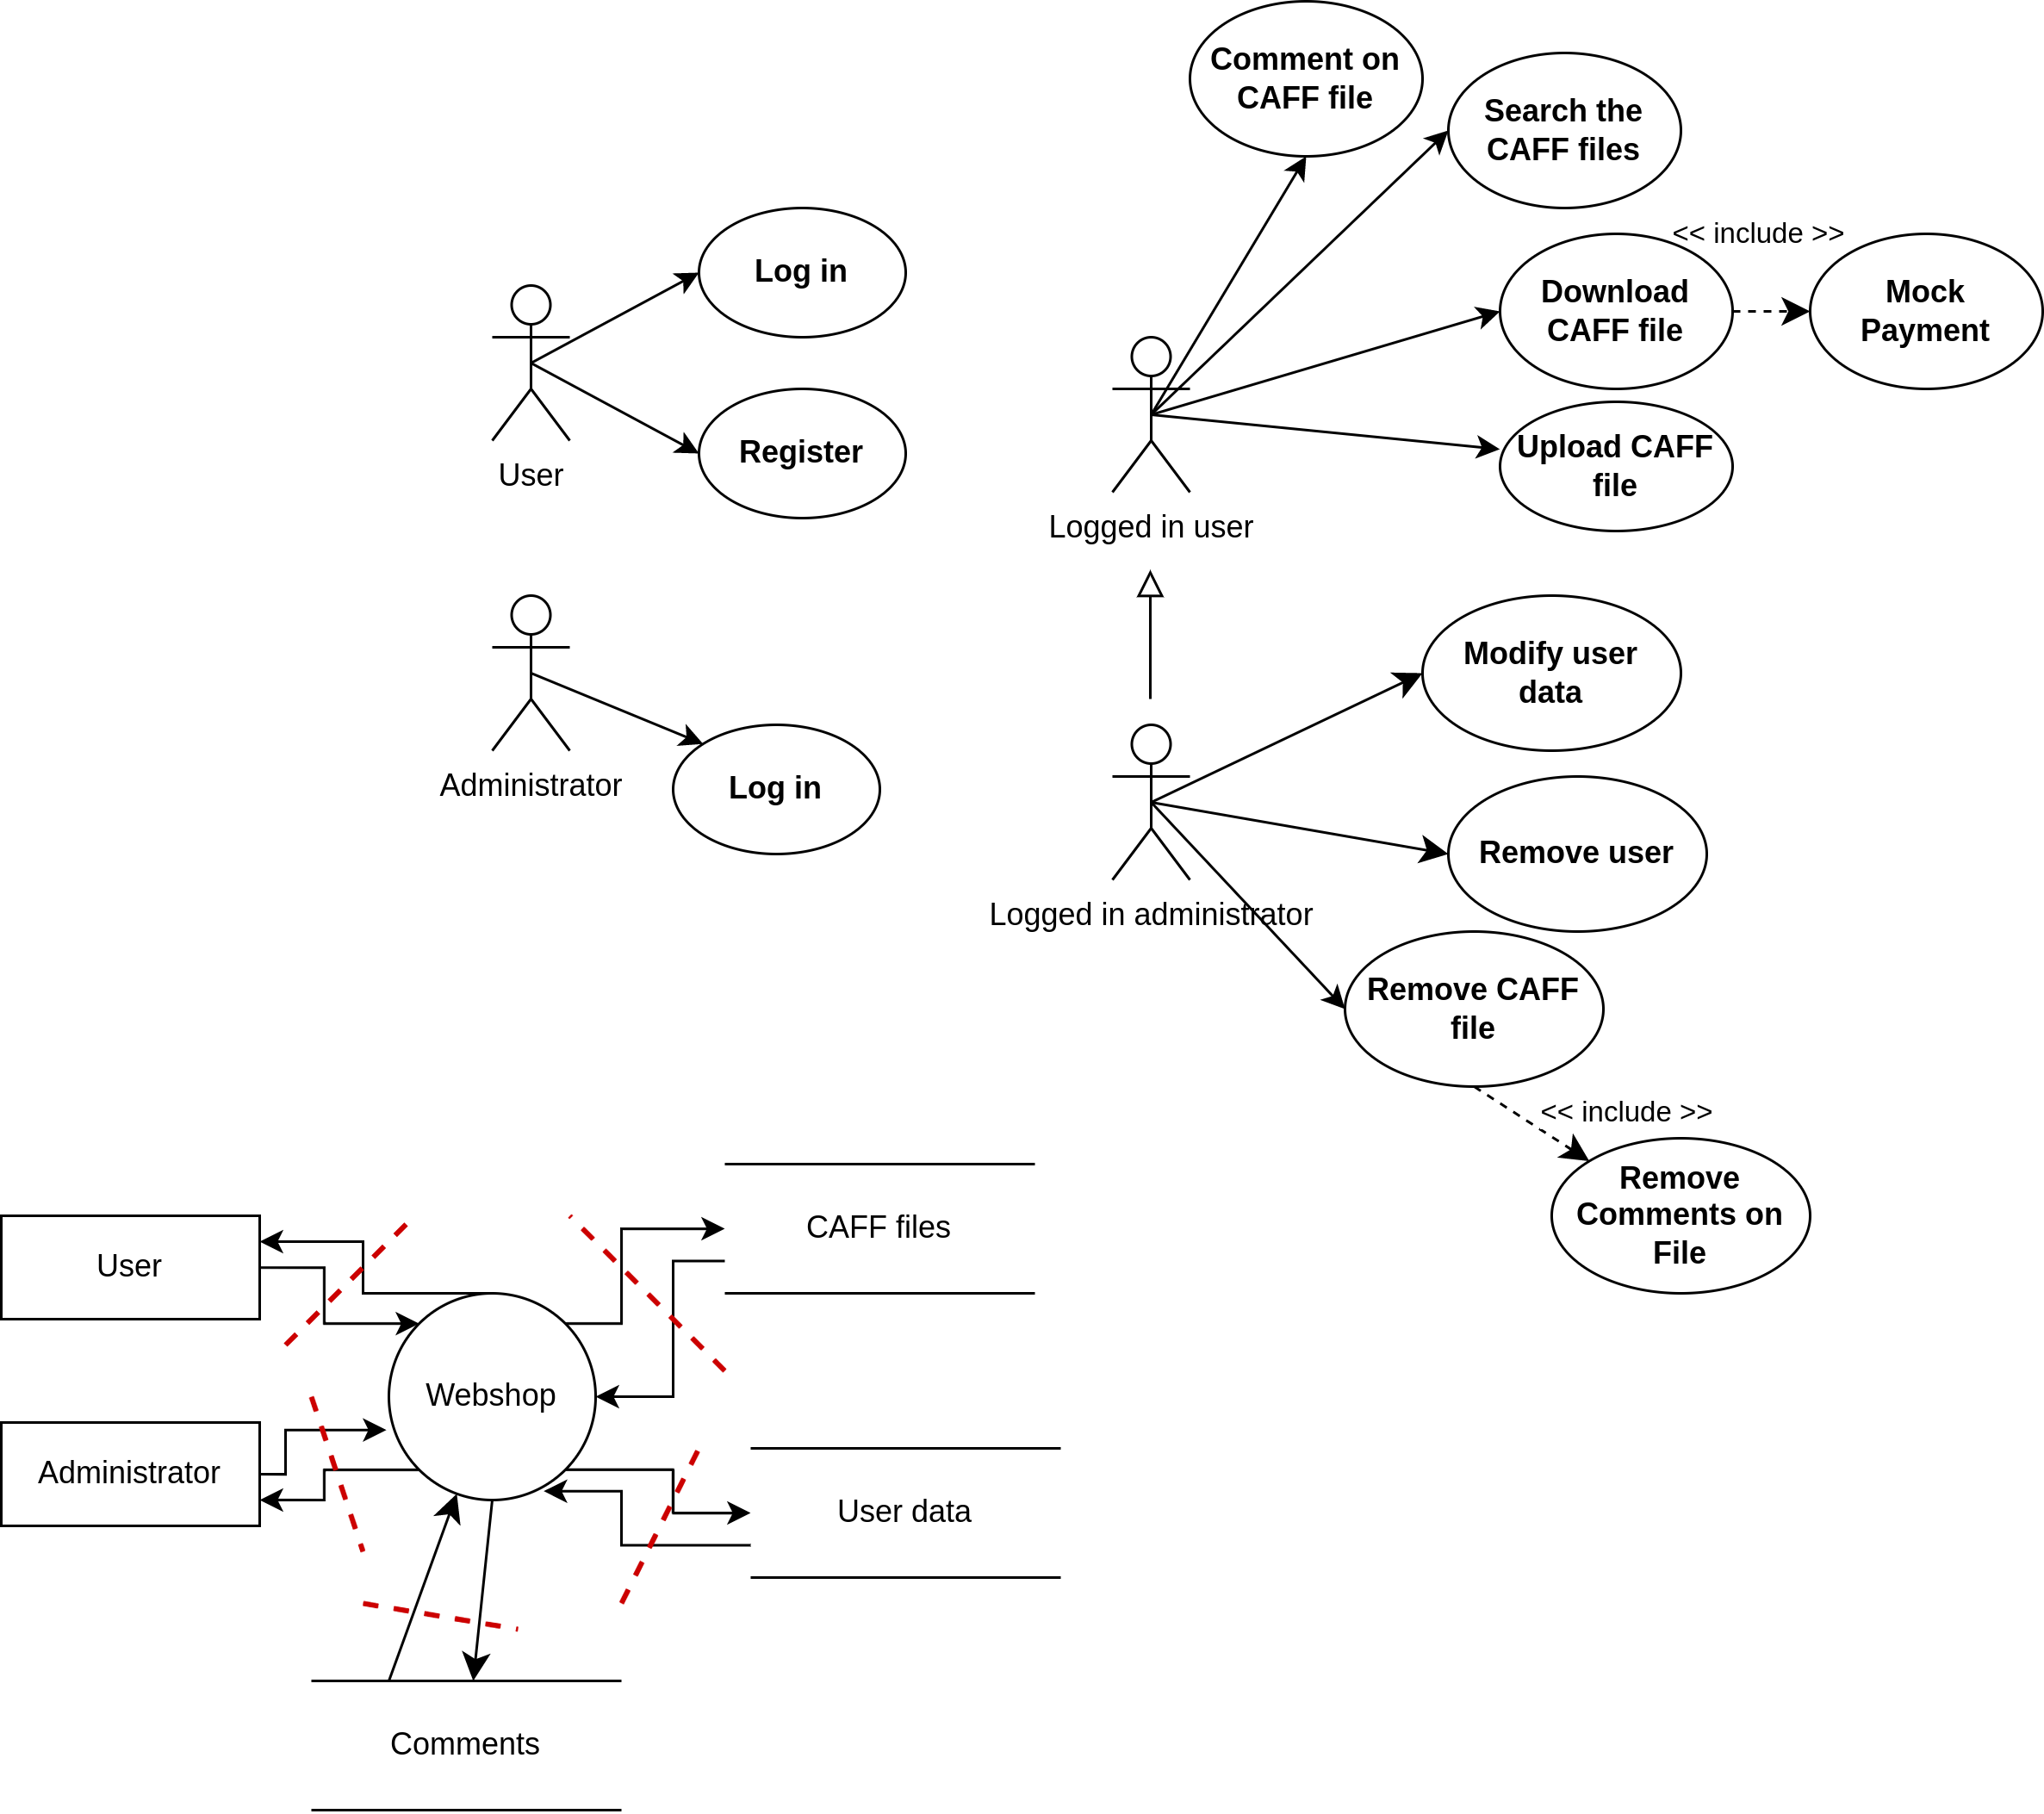 Comment on
CAFF file
Search the
CAFF files
<< include >>
Log in
Download
CAFF file
Mock
Payment
Register
User
Upload CAFF
file
Logged in user
Modify user
data
Administrator
Log in
Remove user
Logged in administrator
Remove CAFF
file
<< include >>
Remove
Comments on
File
CAFF files
User
Webshop
Administrator
User data
Comments